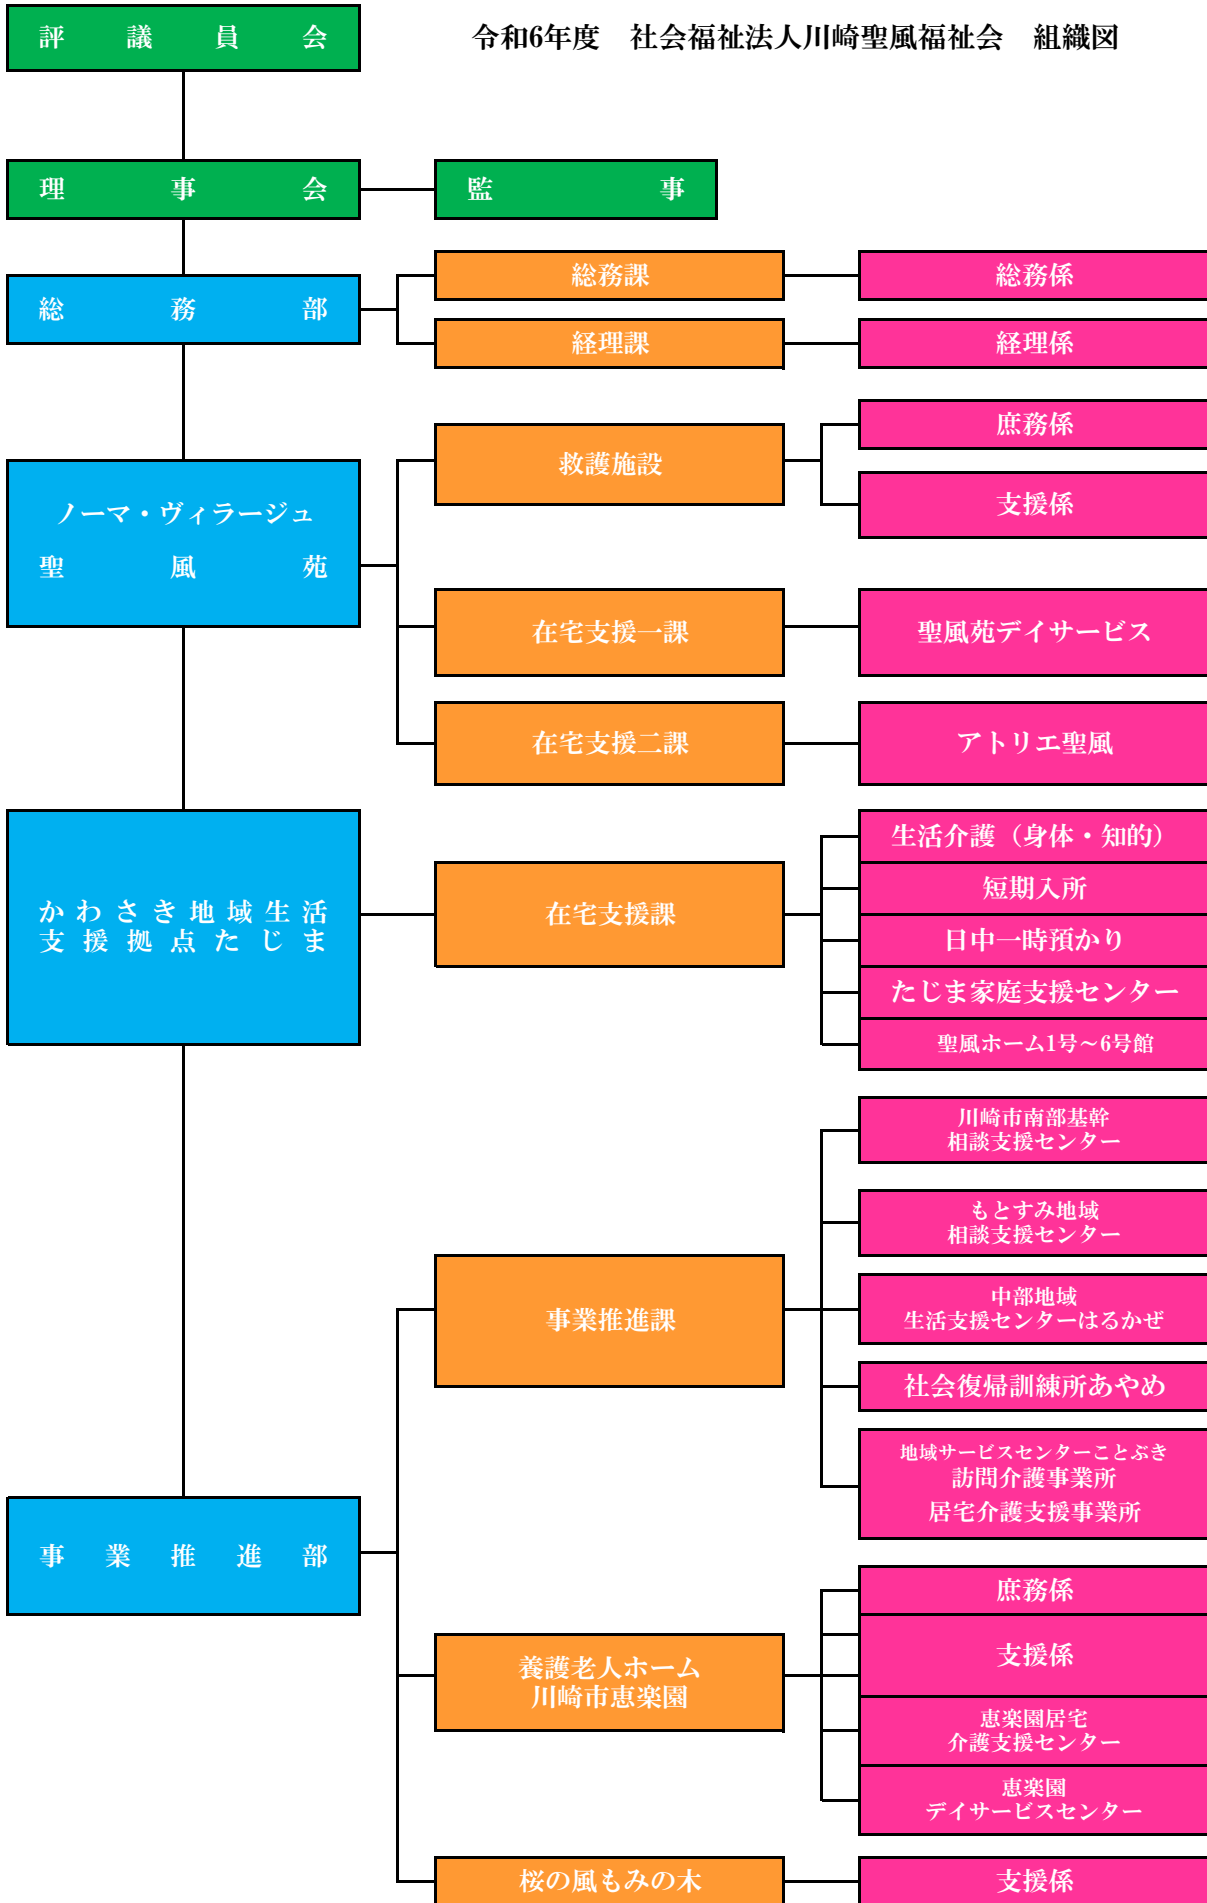 評議員会
令和6年度　社会福祉法人川崎聖風福祉会　組織図
理事会
監事
総務部
総務課
総務係
経理課
経理係
ノーマ・ヴィラージュ
聖風苑
救護施設
庶務係
支援係
在宅支援一課
聖風苑デイサービス
在宅支援二課
アトリエ聖風
かわさき地域生活
支援拠点たじま
在宅支援課
生活介護（身体・知的）
短期入所
日中一時預かり
たじま家庭支援センター
聖風ホーム1号～6号館
事業推進部
事業推進課
川崎市南部基幹
相談支援センター
もとすみ地域
相談支援センター
中部地域
生活支援センターはるかぜ
社会復帰訓練所あやめ
地域サービスセンターことぶき
訪問介護事業所
居宅介護支援事業所
養護老人ホーム
川崎市恵楽園
庶務係
支援係
恵楽園居宅
介護支援センター
恵楽園
デイサービスセンター
桜の風もみの木
支援係